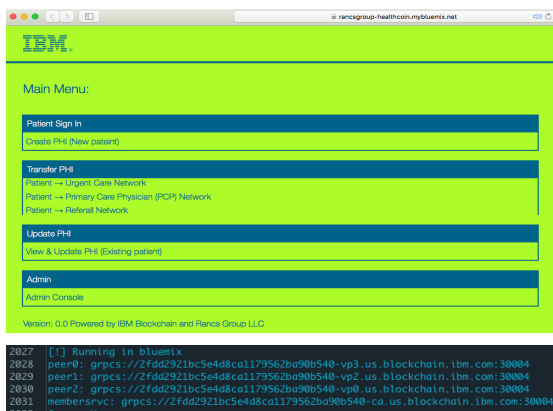 rancsgroup-healthcoin.mybluemix.net
IBM.
Main Menu:
Patient Sign In
Create PHI (New pateint)
Transfer PHI
Patient → Urgent Care Network
Patient → Primary Care Physician (PCP) Network
Patient → Referall Network
Update PHI
View & Update PHI (Existing patient)
Admin
Admin Console
Version: 0.0 Powered by IBM Blockchain and Rancs Group LLC
2027 [!] Running in bluemix
2028 peer0: grpcs://2fdd2921bc5e4d8ca1179562ba90b540-vp3.us.blockchain.ibm.com:30004
2029 peer1: grpcs://2fdd2921bc5e4d8ca1179562ba90b540-vp2.us.blockchain.ibm.com:30004
2030 peer2: grpcs://2fdd2921bc5e4d8ca1179562ba90b540-vp0.us.blockchain.ibm.com:30004
2031 membersrvc: grpcs://2fdd2921bc5e4d8ca1179562ba90b540-ca.us.blockchain.ibm.com:30004